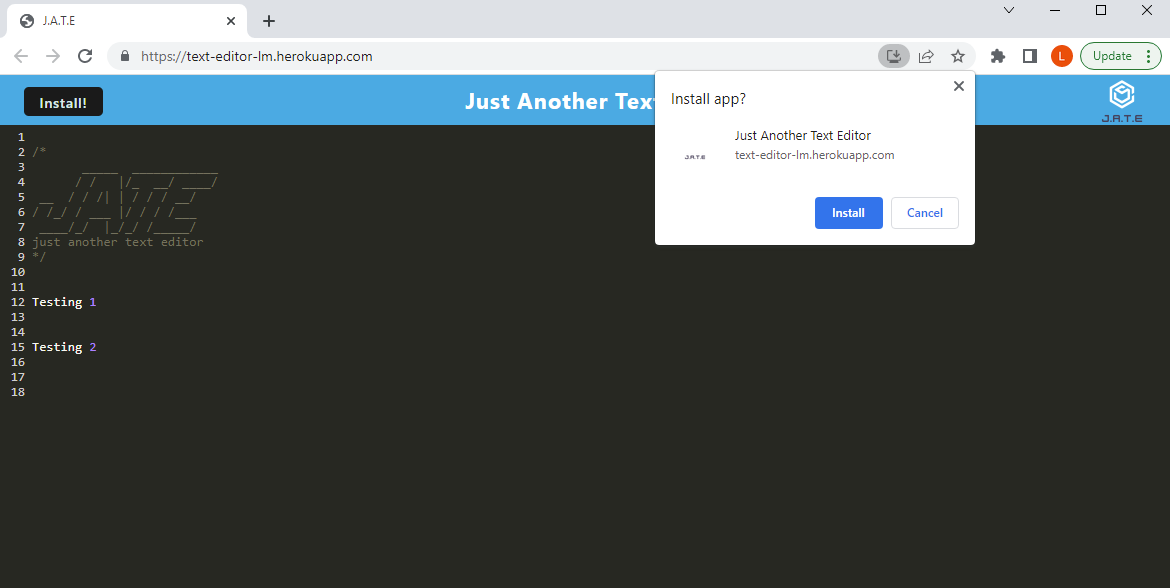 J.A.T.E
https://text-editor-lm.herokuapp.com
L
Update
Install!
Just Another Tex
J.A.T.E
Install app?
J.A.T.E
Just Another Text Editor
text-editor-lm.herokuapp.com
Install
Cancel
1
2 /*
3
4
5
6
7
8 just another text editor
9 */
10
11
12 Testing 1
13
14
15 Testing 2
16
17
18